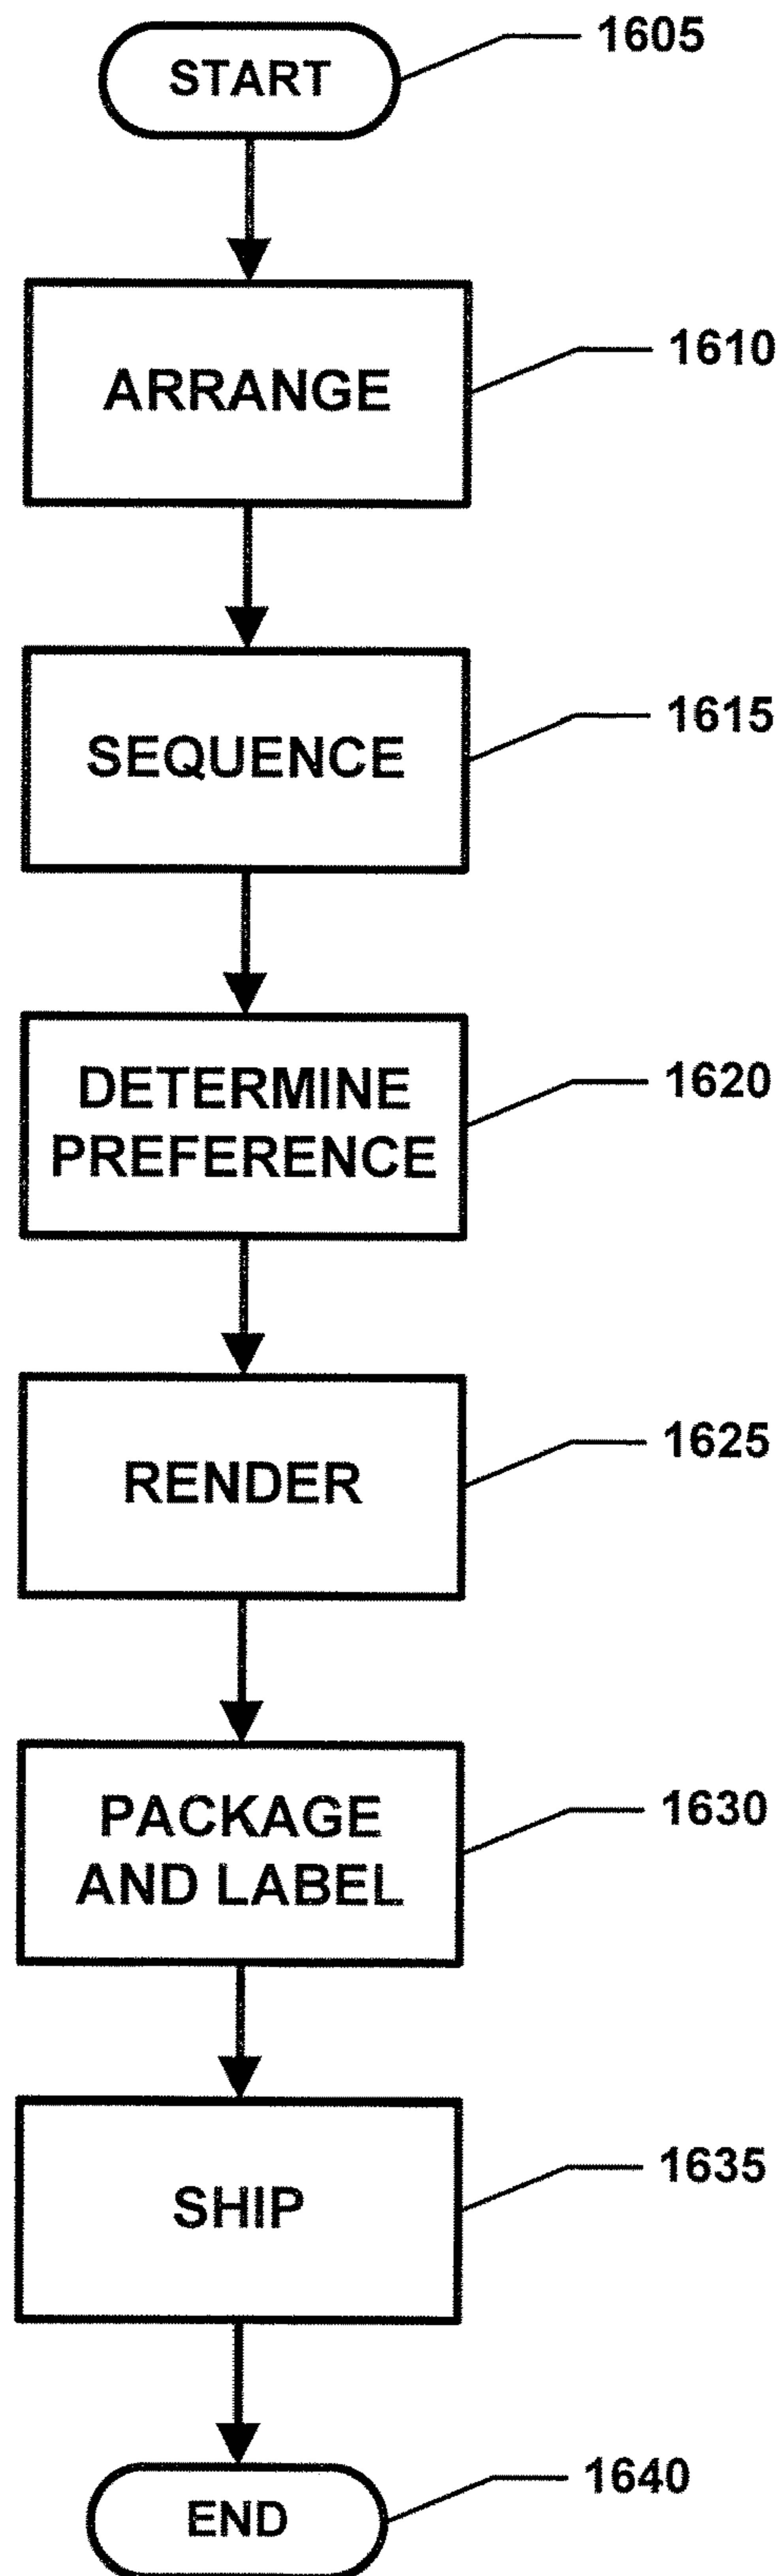 START
1605
ARRANGE
1610
SEQUENCE
1615
DETERMINE
PREFERENCE
1620
RENDER
1625
PACKAGE
AND LABEL
1630
SHIP
1635
END
1640